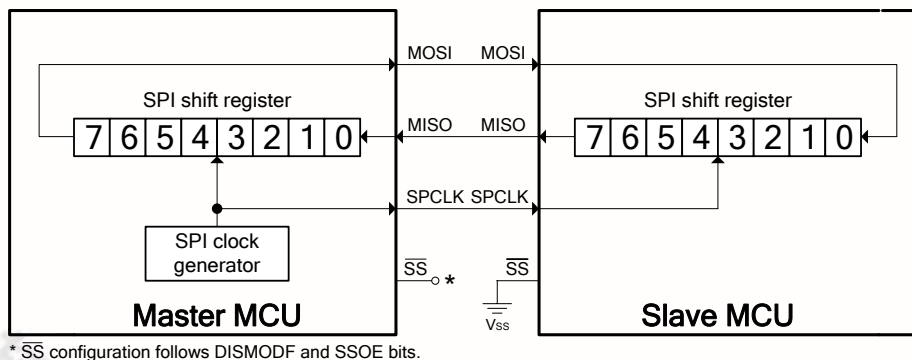 MOSI MOSI
SPI shift register SPI shift register
7 6 5 4 3 2 1 0 MISO MISO 7 6 5 4 3 2 1 0
SPCLK SPCLK
SPI clock
generator
SS * SS
Vss
Master MCU Slave MCU
* SS configuration follows DISMODF and SSOE bits.